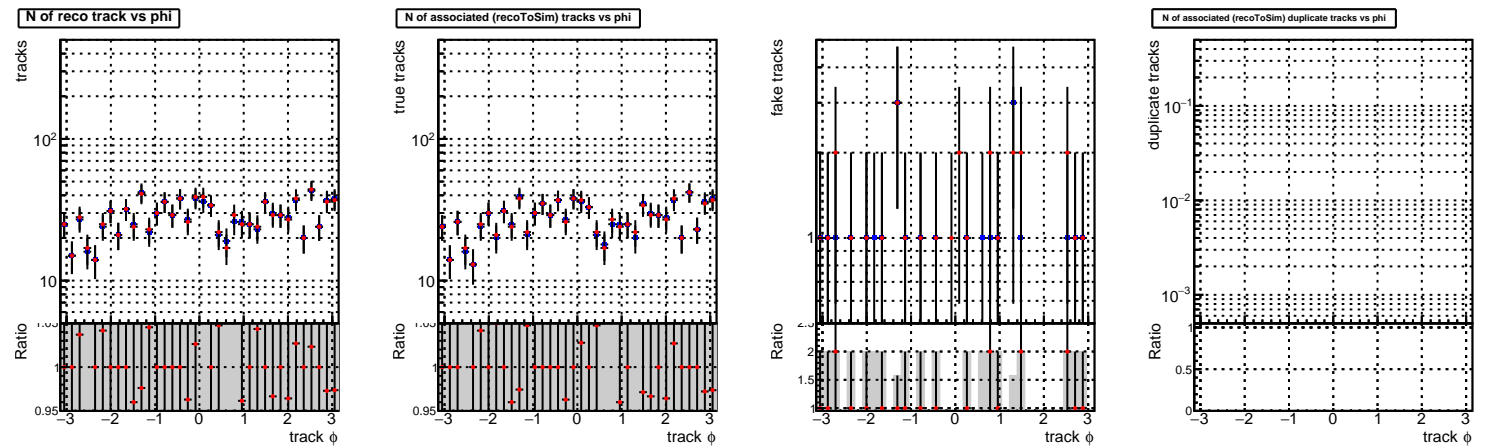 N of reco track vs phi
tracks
10²
10
Ratio
1.05
1
0.95
−3 −2 −1 0 1 2 3
track ϕ
N of associated (recoToSim) tracks vs phi
true tracks
10²
10
Ratio
1.05
1
0.95
−3 −2 −1 0 1 2 3
track ϕ
fake tracks
1
Ratio
2.5
2
1.5
1
−3 −2 −1 0 1 2 3
track ϕ
N of associated (recoToSim) duplicate tracks vs phi
duplicate tracks
10⁻¹
10⁻²
10⁻³
Ratio
1
0.5
0
−3 −2 −1 0 1 2 3
track ϕ